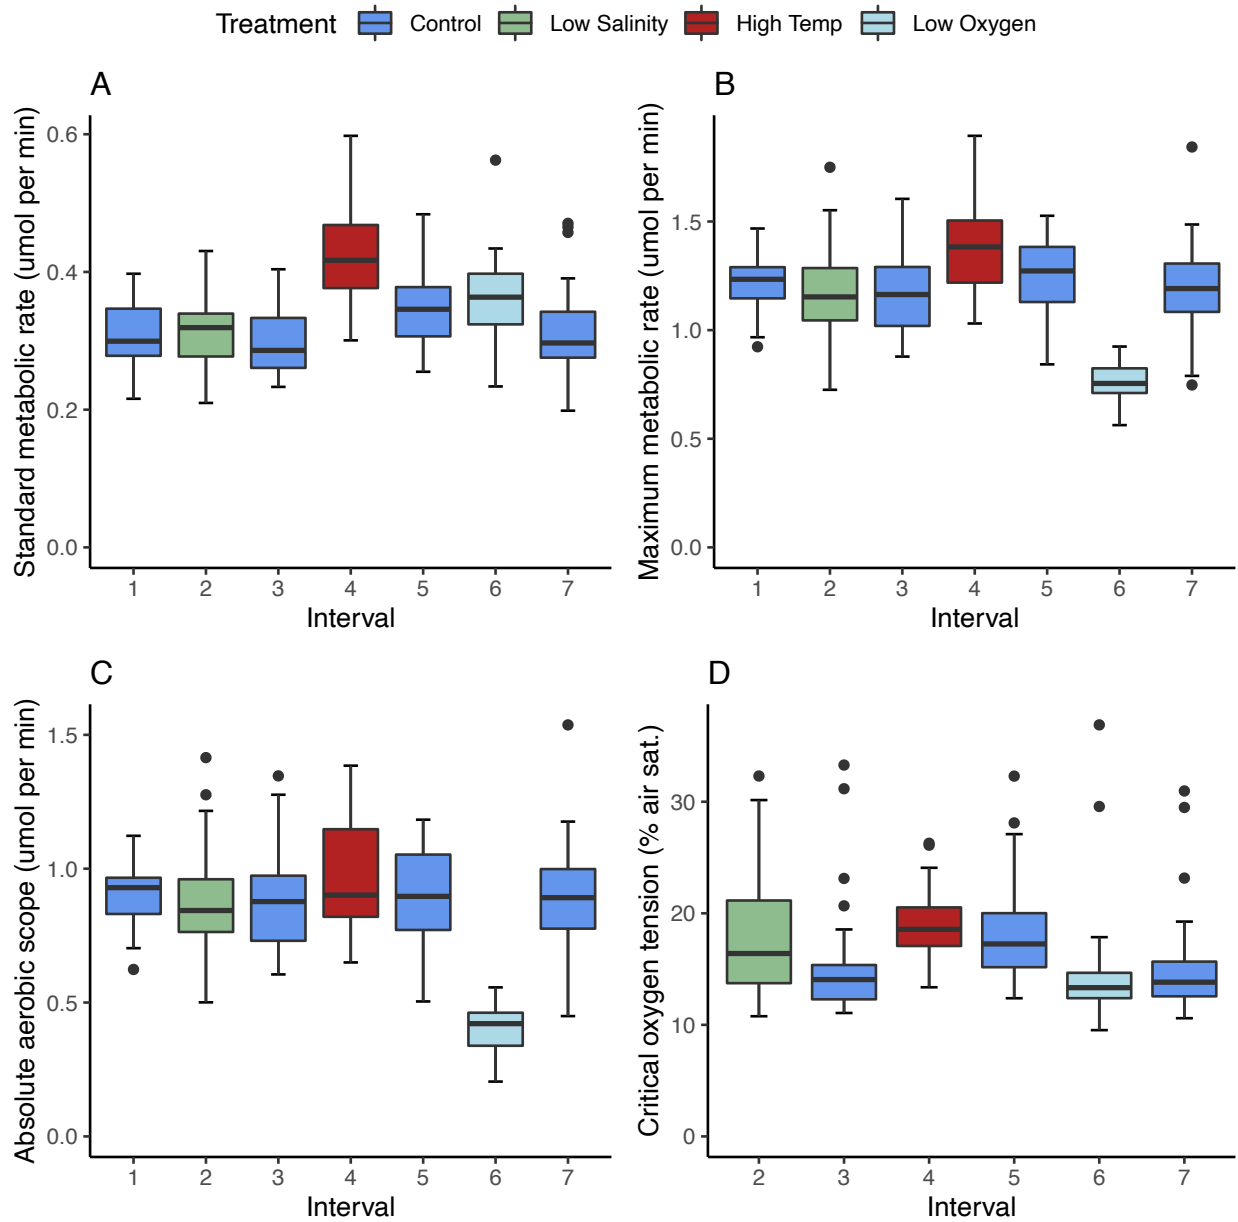 Treatment Control Low Salinity High Temp Low Oxygen
A
Standard metabolic rate (umol per min)
0.6
0.4
0.2
0.0
1 2 3 4 5 6 7
Interval
B
Maximum metabolic rate (umol per min)
1.5
1.0
0.5
0.0
1 2 3 4 5 6 7
Interval
C
Absolute aerobic scope (umol per min)
1.5
1.0
0.5
0.0
1 2 3 4 5 6 7
Interval
D
Critical oxygen tension (% air sat.)
30
20
10
0
2 3 4 5 6 7
Interval